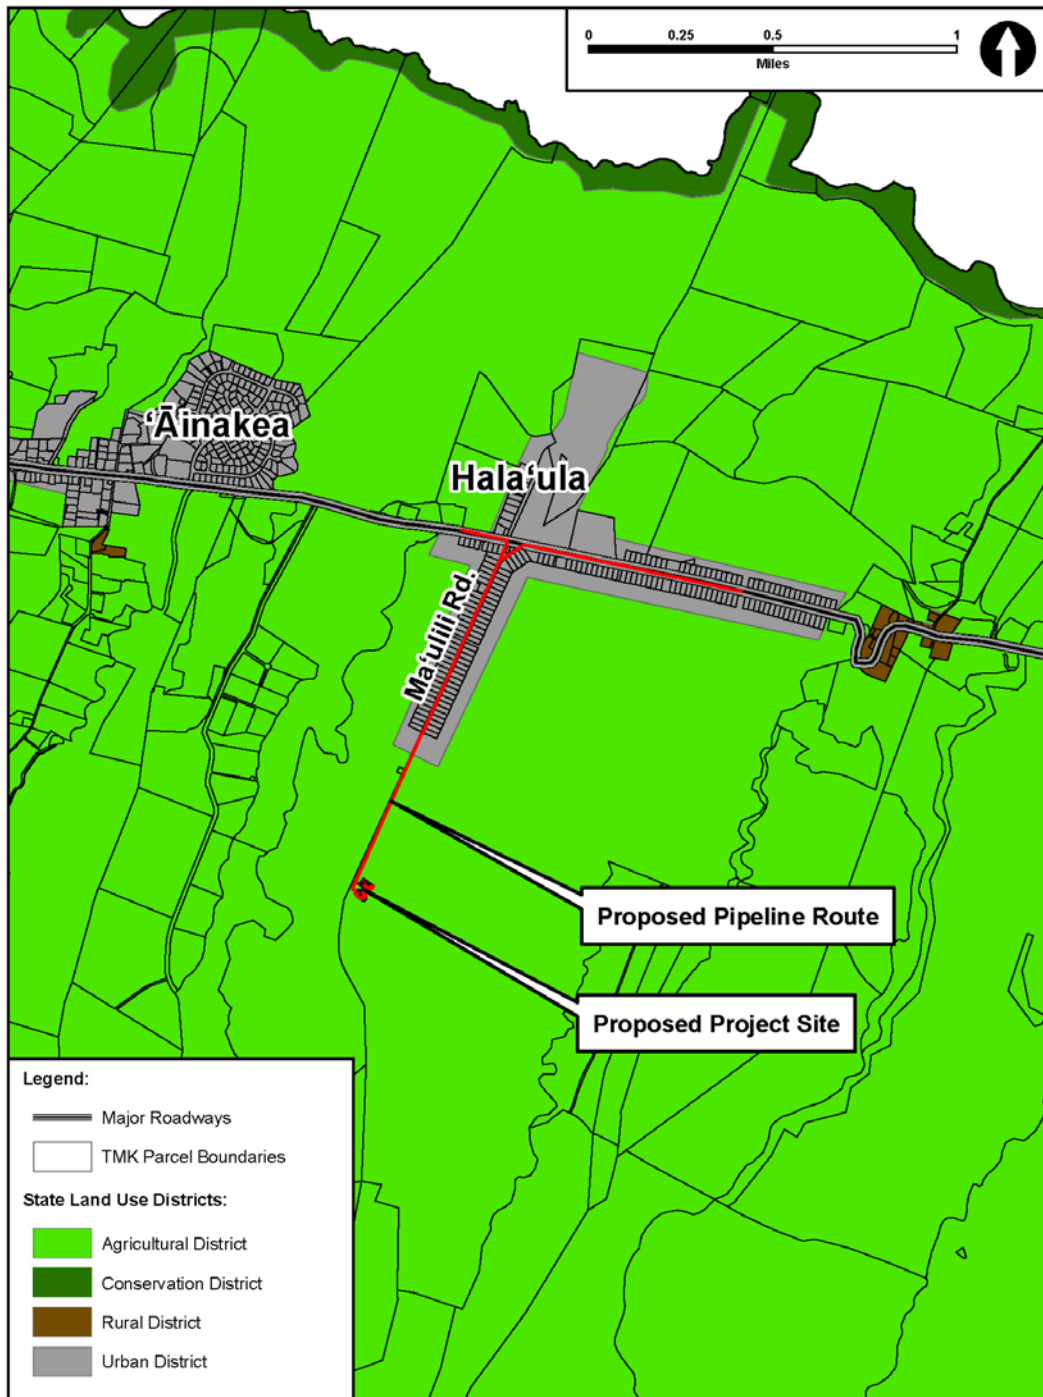 0 0.25 0.5 1
Miles
ʻĀinakea
Halaʻula
Maʻulili Rd.
Proposed Pipeline Route
Proposed Project Site
Legend:
Major Roadways
TMK Parcel Boundaries
State Land Use Districts:
Agricultural District
Conservation District
Rural District
Urban District